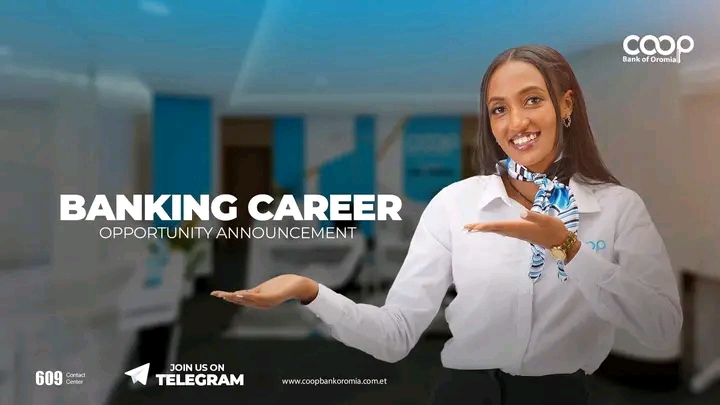 coop
Bank of Oromia
coop
BANKING CAREER
OPPORTUNITY ANNOUNCEMENT
609 Contact Center
JOIN US ON
TELEGRAM
www.coopbankoromia.com.et